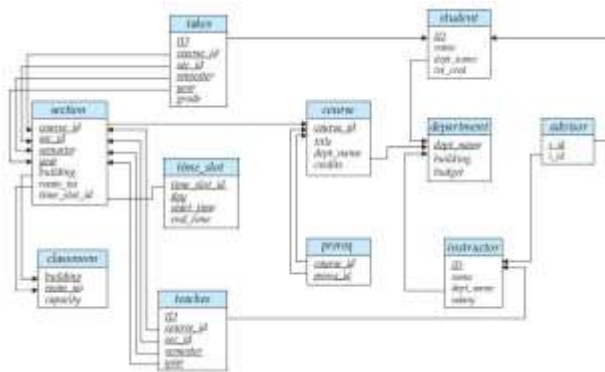 takes
ID
course_id
sec_id
semester
year
grade
student
ID
name
dept_name
tot_cred
section
course_id
sec_id
semester
year
building
room_no
time_slot_id
course
course_id
title
dept_name
credits
department
dept_name
building
budget
advisor
s_id
i_id
time_slot
time_slot_id
day
start_time
end_time
prereq
course_id
prereq_id
instructor
ID
name
dept_name
salary
classroom
building
room_no
capacity
teaches
ID
course_id
sec_id
semester
year